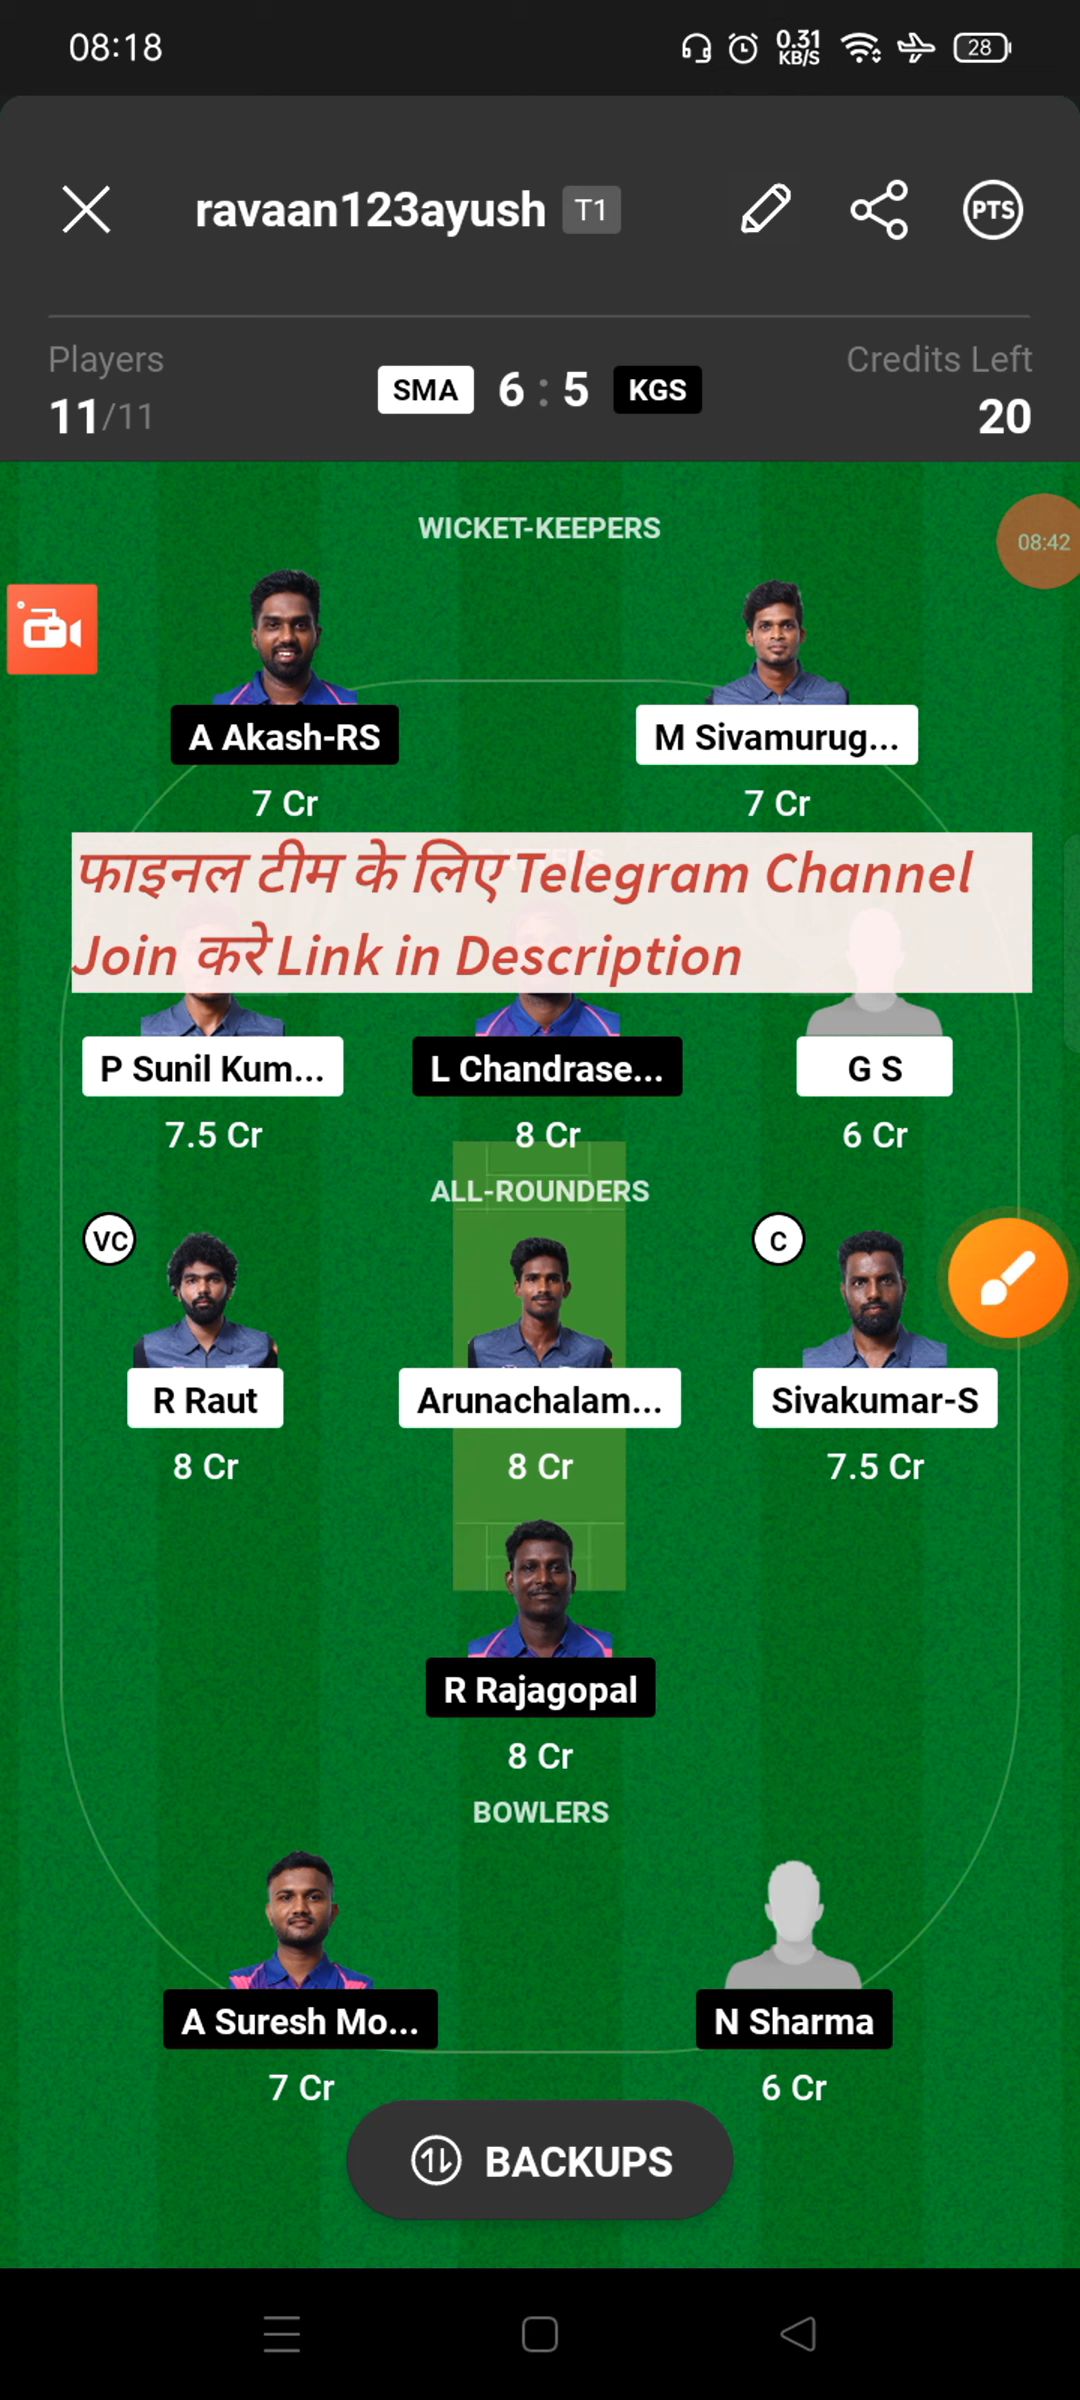 08:18
0.31
KB/S
28
ravaan123ayush T1
PTS
Players
Credits Left
11/11
SMA 6 : 5 KGS
20
WICKET-KEEPERS
08:42
A Akash-RS
M Sivamurug...
7 Cr
7 Cr
फाइनल टीम के लिए Telegram Channel
Join करे Link in Description
P Sunil Kum...
L Chandrase...
G S
7.5 Cr
8 Cr
6 Cr
ALL-ROUNDERS
VC
C
R Raut
Arunachalam...
Sivakumar-S
8 Cr
8 Cr
7.5 Cr
R Rajagopal
8 Cr
BOWLERS
A Suresh Mo...
N Sharma
7 Cr
6 Cr
BACKUPS